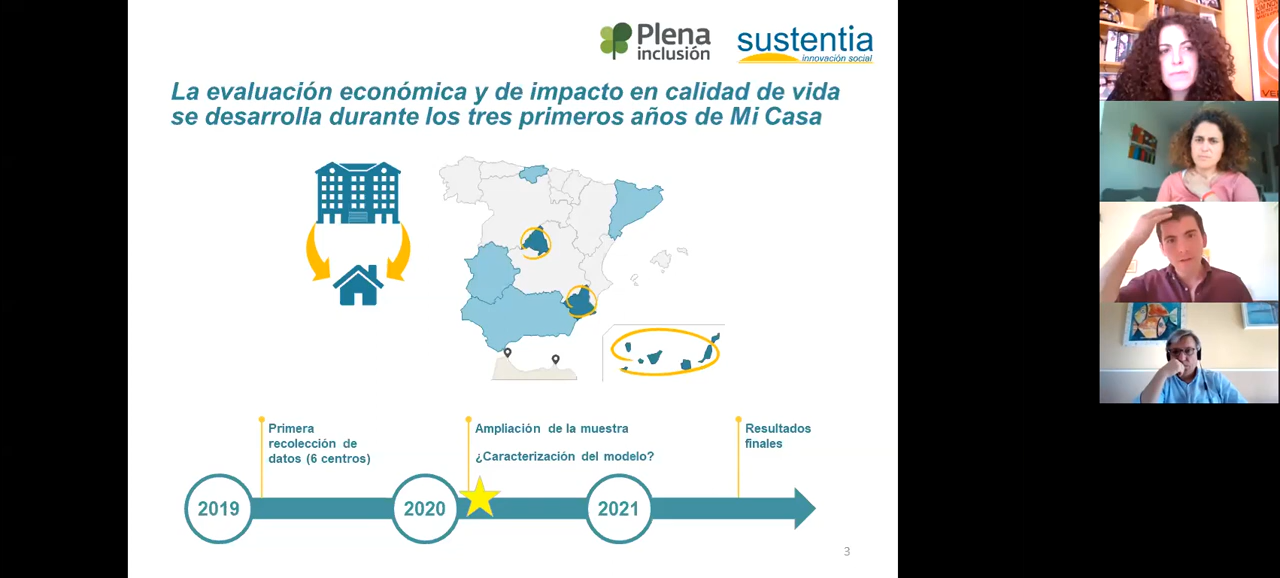 Plena
inclusión
sustentia
innovación social
La evaluación económica y de impacto en calidad de vida
se desarrolla durante los tres primeros años de Mi Casa
Primera
recolección de
datos (6 centros)
Ampliación de la muestra
¿Caracterización del modelo?
Resultados
finales
2019
2020
2021
3